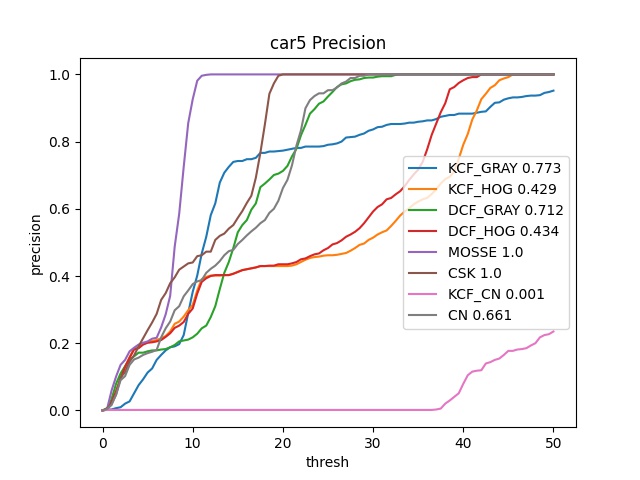 car5 Precision
precision
1.0
0.8
0.6
0.4
0.2
0.0
KCF_GRAY 0.773
KCF_HOG 0.429
DCF_GRAY 0.712
DCF_HOG 0.434
MOSSE 1.0
CSK 1.0
KCF_CN 0.001
CN 0.661
0 10 20 30 40 50
thresh